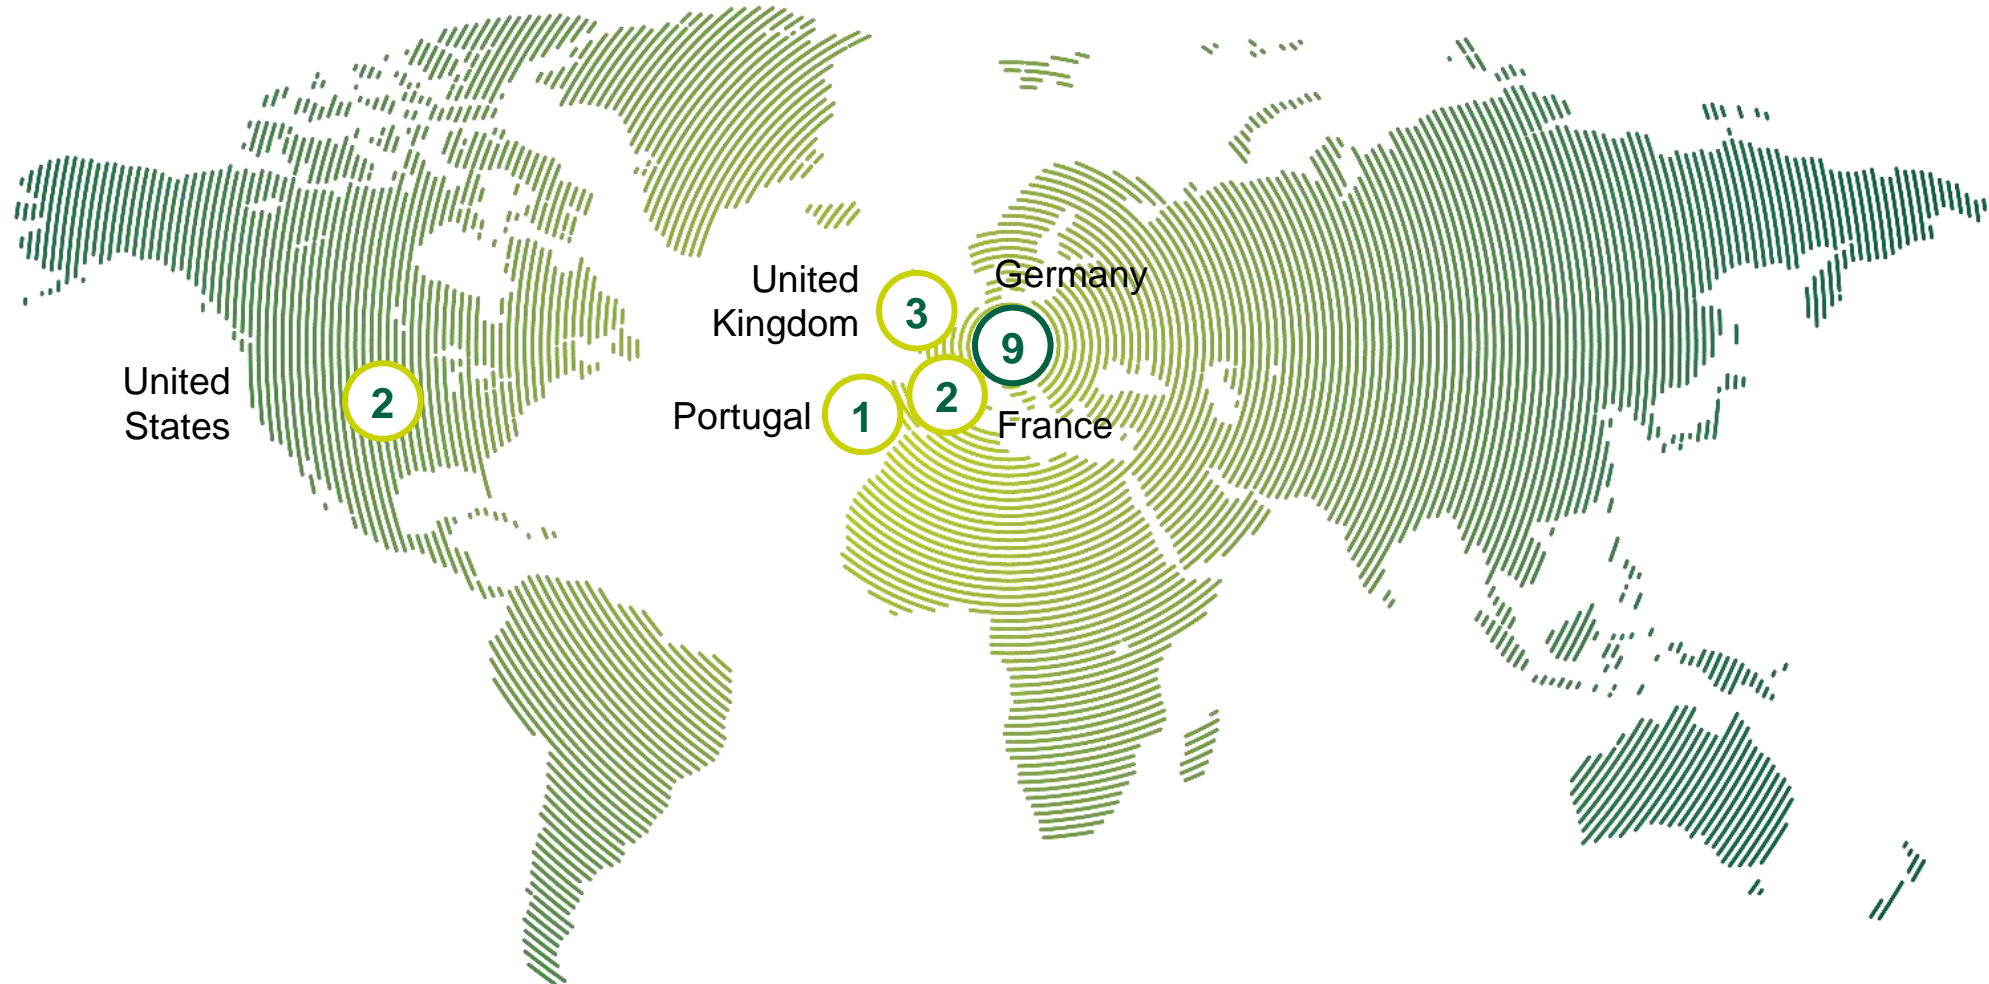 United
Kingdom
3
Germany
9
United
States
2
Portugal
1
2
France